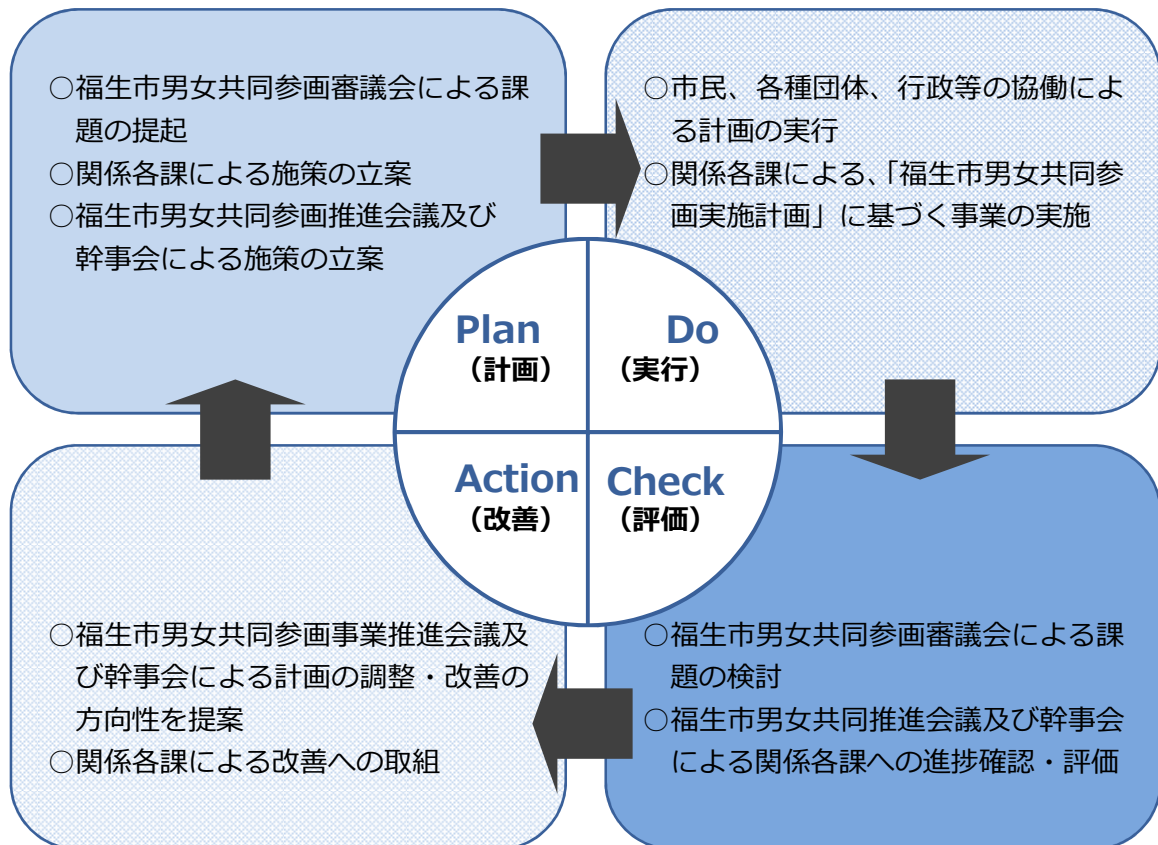 ○福生市男女共同参画審議会による課
題の提起
○関係各課による施策の立案
○福生市男女共同参画推進会議及び
幹事会による施策の立案
○市民、各種団体、行政等の協働によ
る計画の実行
○関係各課による、「福生市男女共同参
画実施計画」に基づく事業の実施
Plan
（計画）
Do
（実行）
Action
（改善）
Check
（評価）
○福生市男女共同参画事業推進会議及
び幹事会による計画の調整・改善の
方向性を提案
○関係各課による改善への取組
○福生市男女共同参画審議会による課
題の検討
○福生市男女共同推進会議及び幹事会
による関係各課への進捗確認・評価